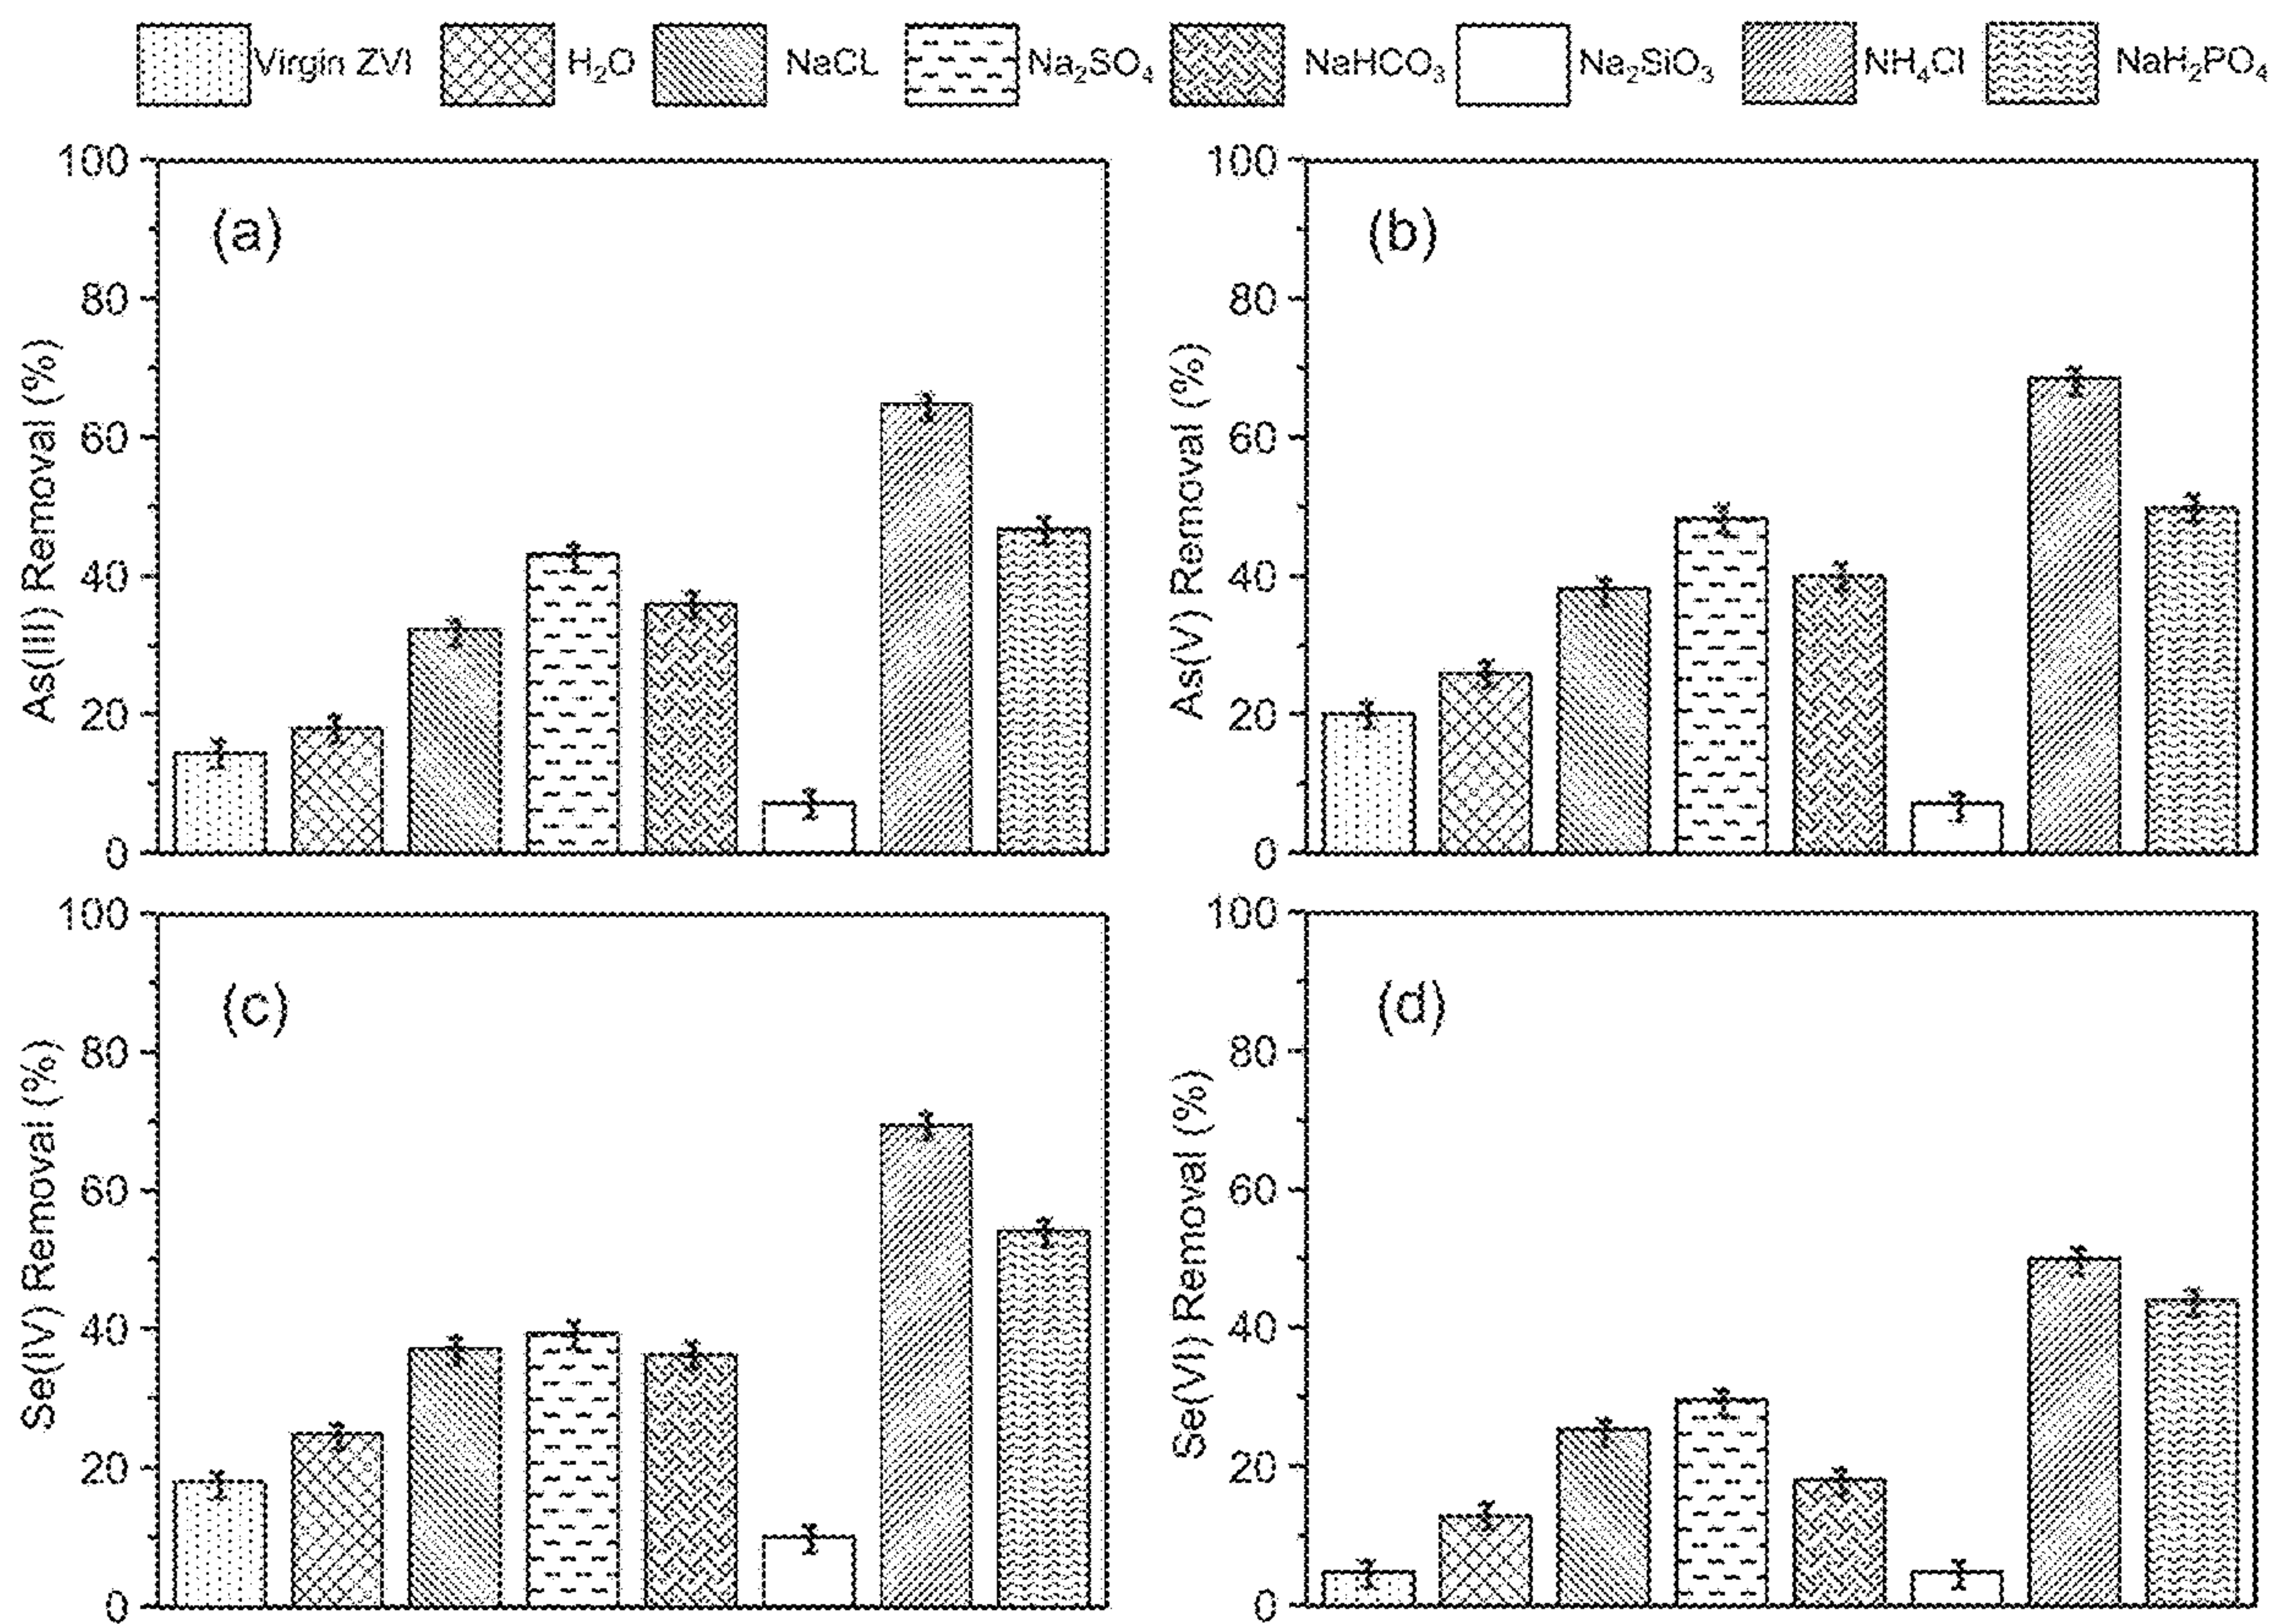 Virgin ZVI H₂O NaCL Na₂SO₄ NaHCO₃ Na₂SiO₃ NH₄Cl NaH₂PO₄
(a)
As(III) Removal (%)
100
80
60
40
20
0
(b)
As(V) Removal (%)
100
80
60
40
20
0
(c)
Se(IV) Removal (%)
100
80
60
40
20
0
(d)
Se(VI) Removal (%)
100
80
60
40
20
0